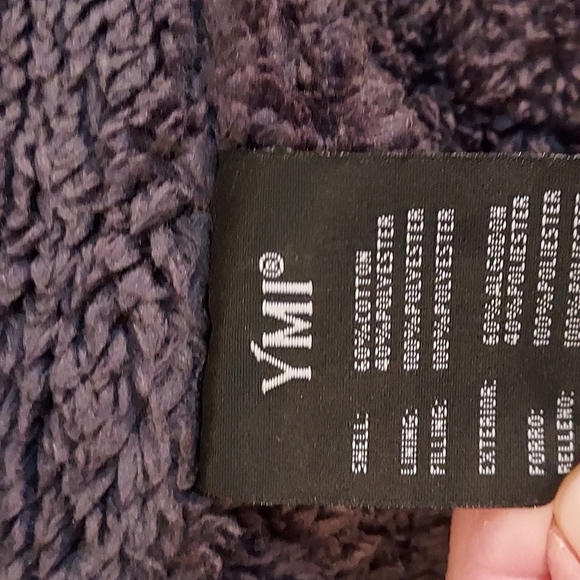 YMI®
SHELL: 60% COTTON
40% POLYESTER
LINING: 100% POLYESTER
FILLING: 100% POLYESTER
EXTERIOR: 60% ALGODON
40% POLIESTER
FORRO: 100% POLIESTER
RELLENO: